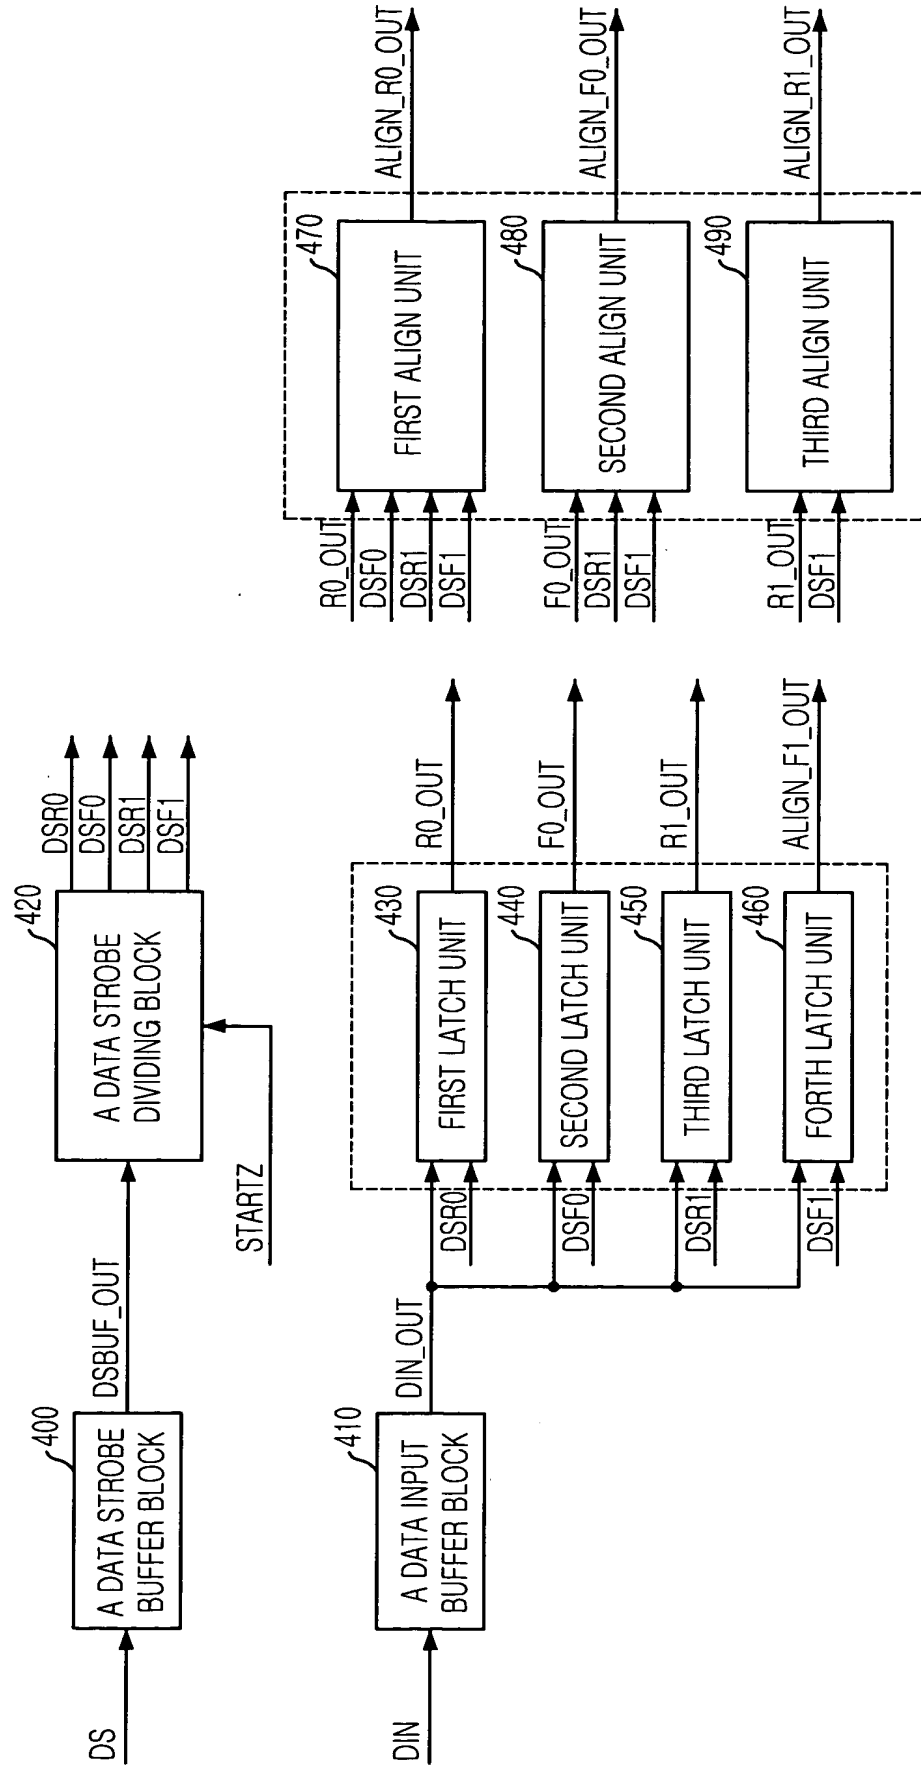 DS
400
A DATA STROBE
BUFFER BLOCK
DSBUF_OUT
420
A DATA STROBE
DIVIDING BLOCK
STARTZ
DSR0
DSF0
DSR1
DSF1
DIN
410
A DATA INPUT
BUFFER BLOCK
DIN_OUT
DSR0
430
FIRST LATCH UNIT
R0_OUT
DSF0
440
SECOND LATCH UNIT
F0_OUT
DSR1
450
THIRD LATCH UNIT
R1_OUT
DSF1
460
FORTH LATCH UNIT
ALIGN_F1_OUT
R0_OUT
DSF0
DSR1
DSF1
470
FIRST ALIGN UNIT
ALIGN_R0_OUT
F0_OUT
DSR1
DSF1
480
SECOND ALIGN UNIT
ALIGN_F0_OUT
R1_OUT
DSF1
490
THIRD ALIGN UNIT
ALIGN_R1_OUT